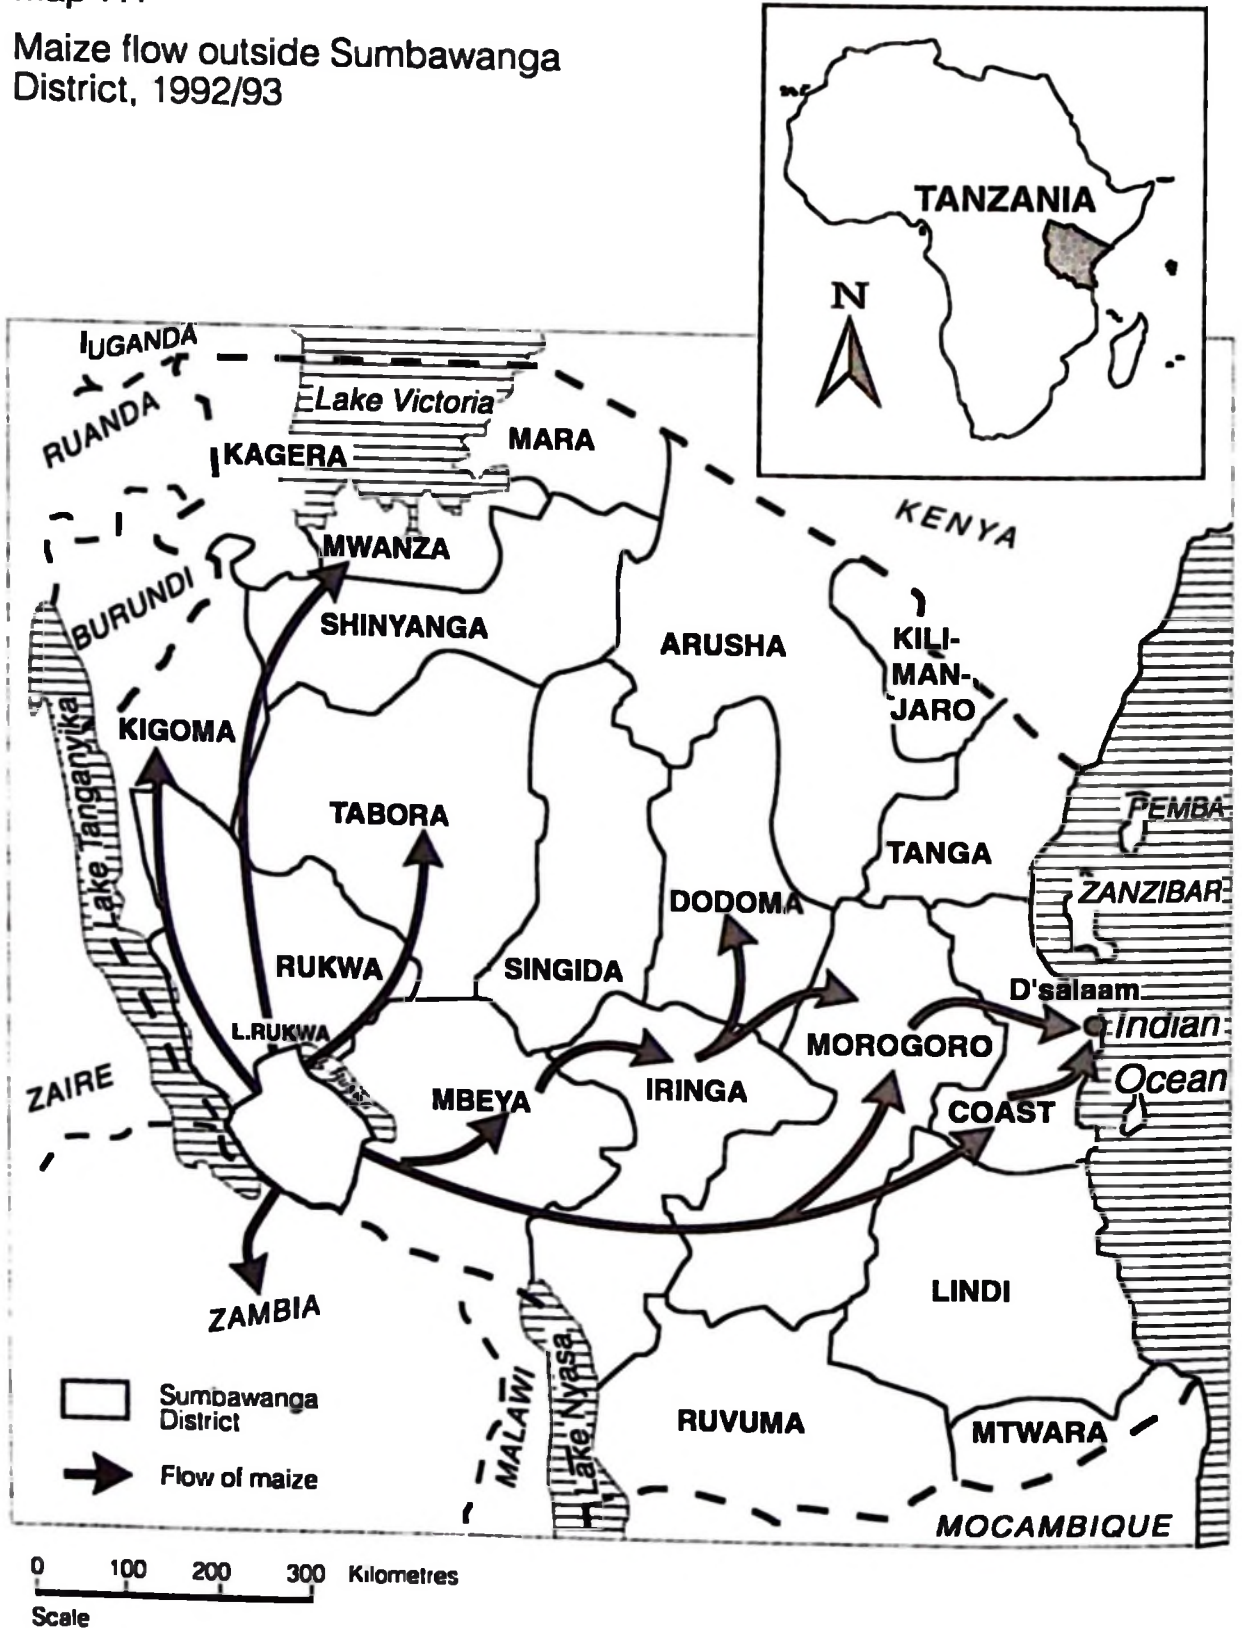 Maize flow outside Sumbawanga
District, 1992/93
TANZANIA
N
UGANDA
RUANDA
Lake Victoria
KAGERA
MARA
KENYA
MWANZA
BURUNDI
SHINYANGA
ARUSHA
KILI-
MAN-
JARO
KIGOMA
Lake Tanganyika
TABORA
PEMBA
TANGA
ZANZIBAR
DODOMA
RUKWA
SINGIDA
D'salaam
L.RUKWA
Indian
Ocean
MOROGORO
ZAIRE
MBEYA
IRINGA
COAST
ZAMBIA
LINDI
MALAWI
Lake Nyasa
RUVUMA
MTWARA
MOCAMBIQUE
Sumbawanga
District
Flow of maize
0 100 200 300 Kilometres
Scale